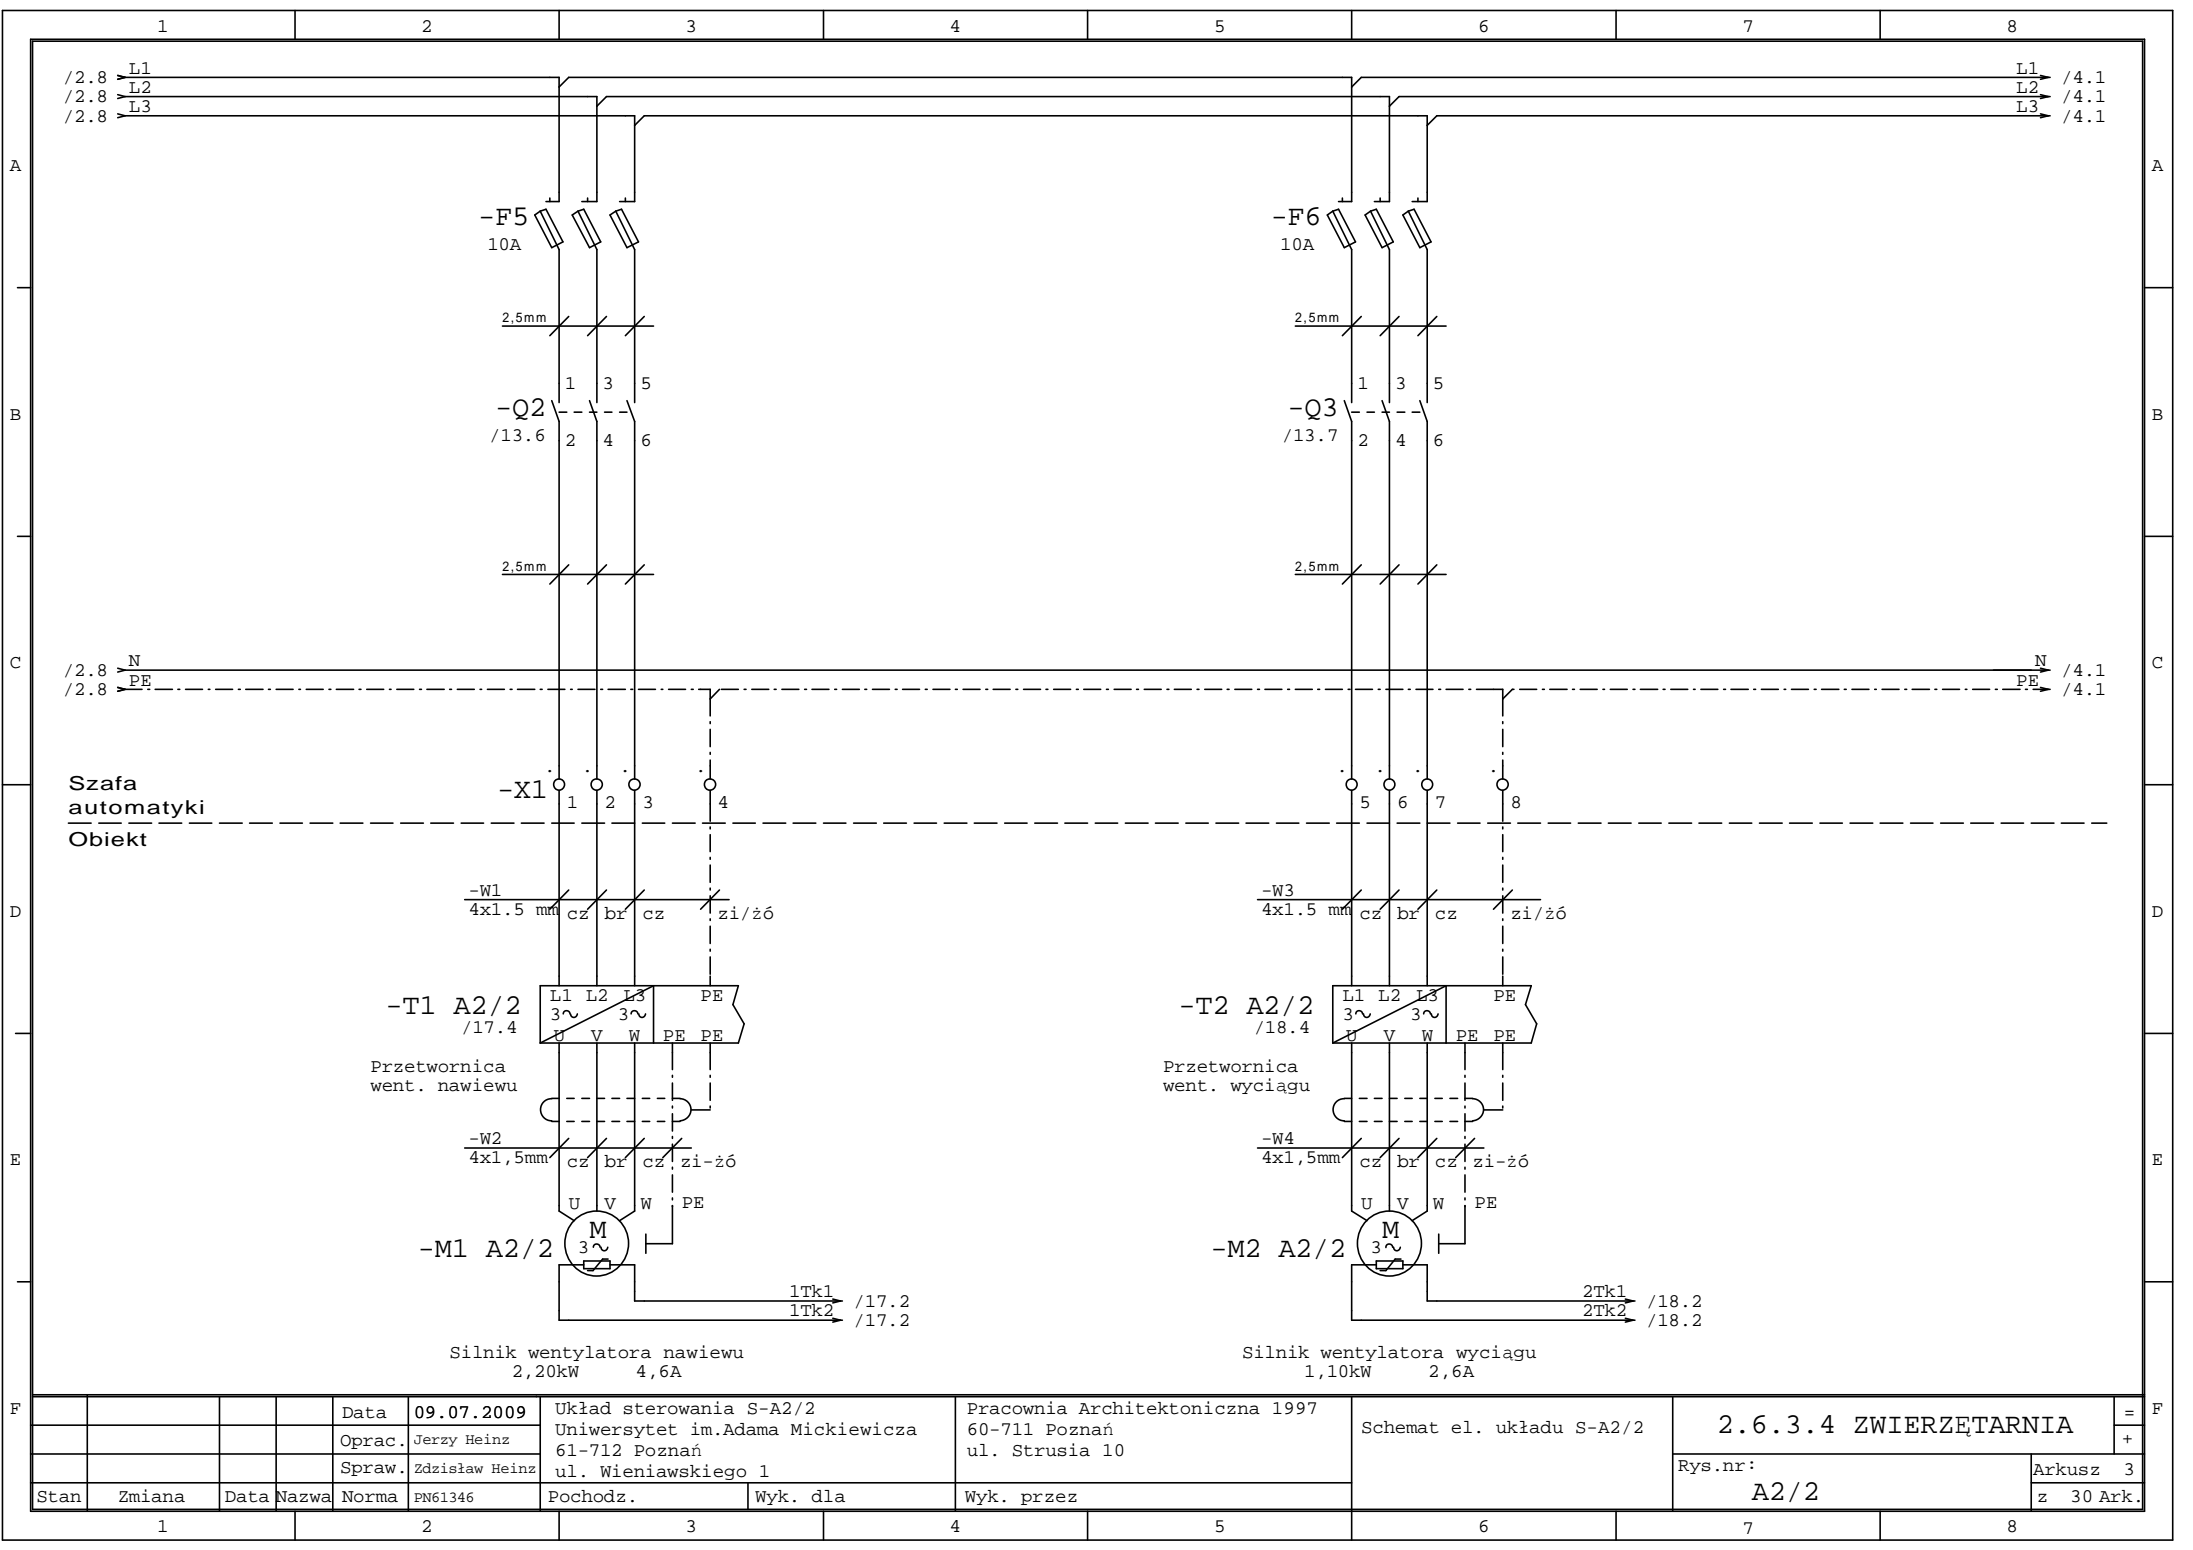 1 2 3 4 5 6 7 8
/2.8 L1 L1 /4.1
/2.8 L2 L2 /4.1
/2.8 L3 L3 /4.1
A A
-F5 -F6
10A 10A
2,5mm 2,5mm
1 3 5 1 3 5
B -Q2 -Q3 B
/13.6 2 4 6 /13.7 2 4 6
2,5mm 2,5mm
C /2.8 N N /4.1 C
/2.8 PE PE /4.1
Szafa
automatyki
-X1 1 2 3 4 5 6 7 8
Obiekt
-W1 -W3
D 4x1.5 mm cz br cz zi/żó 4x1.5 mm cz br cz zi/żó D
L1 L2 L3 PE L1 L2 L3 PE
-T1 A2/2 3~ 3~ -T2 A2/2 3~ 3~
/17.4 U V W PE PE /18.4 U V W PE PE
Przetwornica Przetwornica
went. nawiewu went. wyciągu
-W2 -W4
E 4x1,5mm cz br cz zi-żó 4x1,5mm cz br cz zi-żó E
U V W PE U V W PE
M M
-M1 A2/2 3~ -M2 A2/2 3~
1Tk1 /17.2 2Tk1 /18.2
1Tk2 /17.2 2Tk2 /18.2
Silnik wentylatora nawiewu Silnik wentylatora wyciągu
2,20kW 4,6A 1,10kW 2,6A
F F
Data 09.07.2009
Oprac. Jerzy Heinz
Spraw. Zdzisław Heinz
Stan Zmiana Data Nazwa Norma PN61346
Układ sterowania S-A2/2
Uniwersytet im.Adama Mickiewicza
61-712 Poznań
ul. Wieniawskiego 1
Pochodz. Wyk. dla
Pracownia Architektoniczna 1997
60-711 Poznań
ul. Strusia 10
Wyk. przez
Schemat el. układu S-A2/2
2.6.3.4 ZWIERZĘTARNIA
=
+
Rys.nr:
A2/2
Arkusz 3
z 30 Ark.
1 2 3 4 5 6 7 8